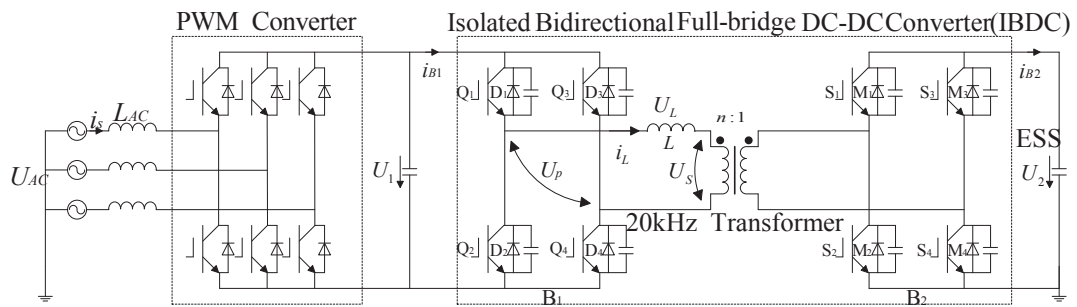 PWM Converter
Isolated Bidirectional Full-bridge DC-DC Converter(IBDC)
iB1
iB2
Q1 D1 Q3 D3
S1 M1 S3 M3
is LAC
UL
n : 1
iL L
ESS
UAC
U1
Up
US
U2
20kHz Transformer
Q2 D2 Q4 D4
S2 M2 S4 M4
B1
B2